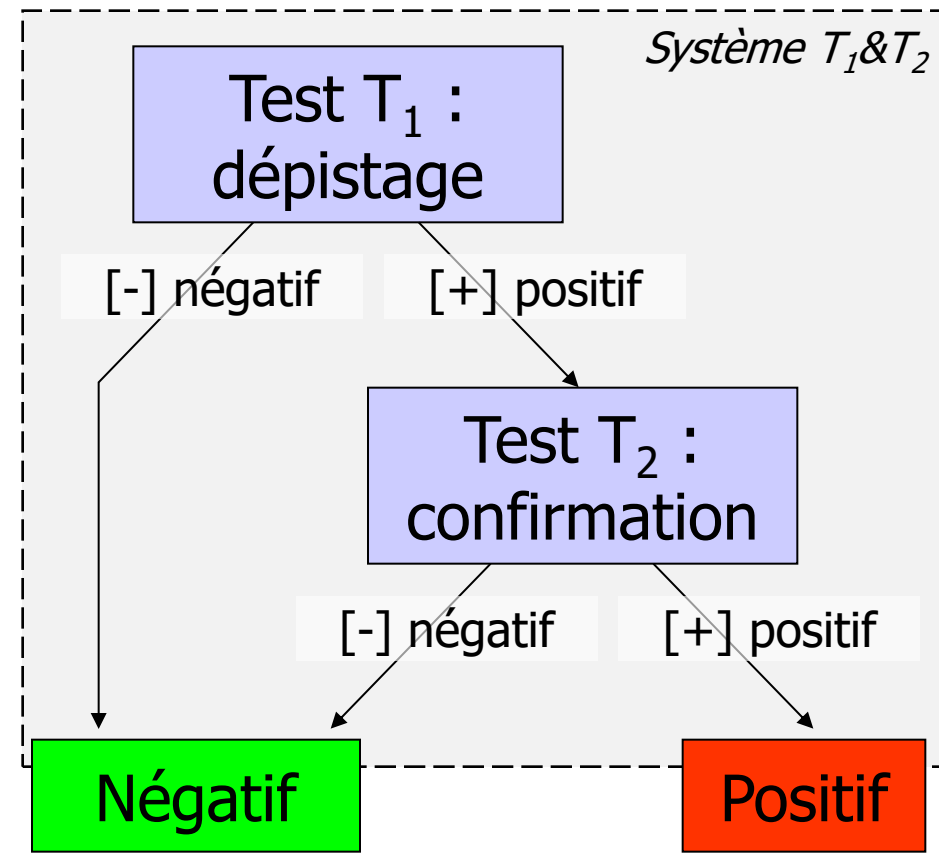 Système T₁&T₂
Test T₁ :
dépistage
[-] négatif
[+] positif
Test T₂ :
confirmation
[-] négatif
[+] positif
Négatif
Positif